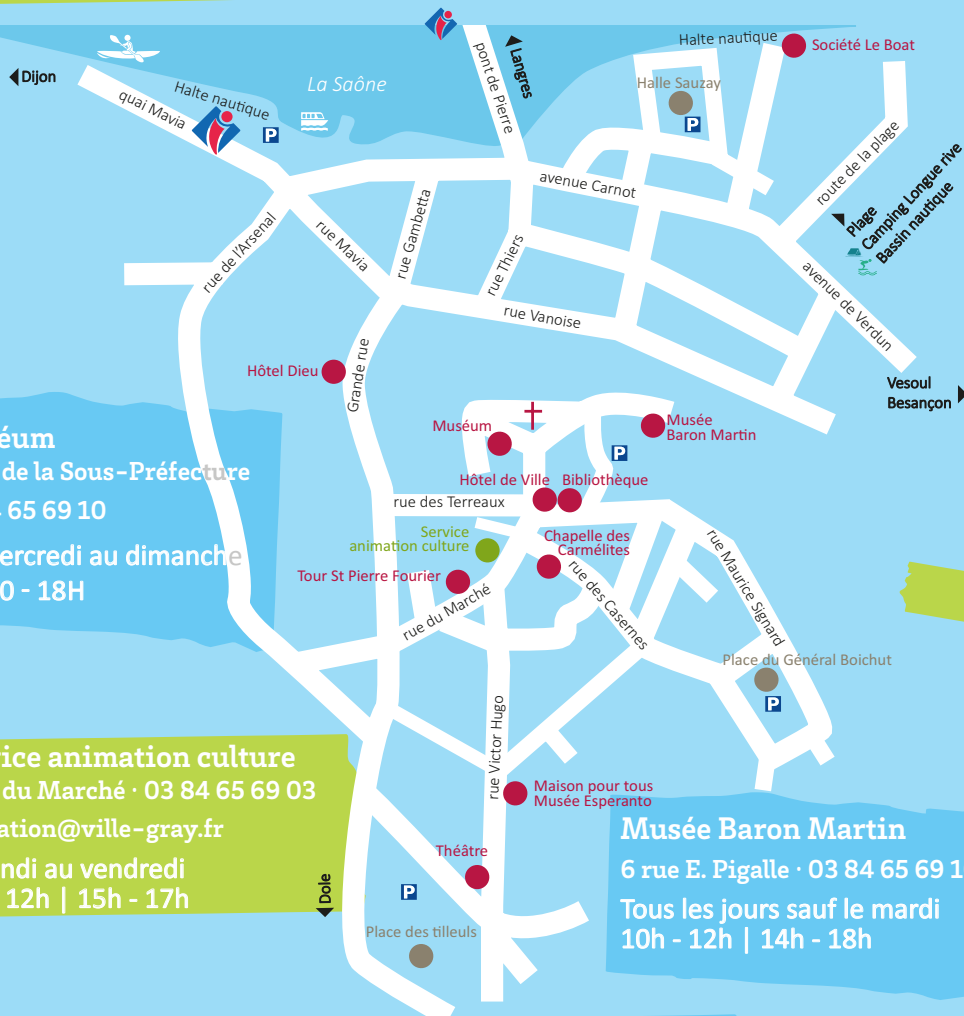 Dijon
quai Mavia
Halte nautique
P
La Saône
pont de Pierre
Langres
Halte nautique
Société Le Boat
Halle Sauzay
P
route de la plage
Plage
Camping Longue rive
Bassin nautique
avenue Carnot
rue de l'Arsenal
rue Mavia
rue Gambetta
rue Thiers
rue Vanoise
avenue de Verdun
Vesoul
Besançon
Hôtel Dieu
Grande rue
Muséum
Musée
Baron Martin
P
Hôtel de Ville
Bibliothèque
rue des Terreaux
Service
animation culture
Chapelle des
Carmélites
Tour St Pierre Fourier
rue du Marché
rue des Casernes
rue Maurice Signard
Place du Général Boichut
P
rue Victor Hugo
Maison pour tous
Musée Esperanto
Théâtre
P
Dole
Place des tilleuls
éum
de la Sous-Préfecture
65 69 10
ercredi au dimanche
0 - 18H
ice animation culture
du Marché · 03 84 65 69 03
ation@ville-gray.fr
ndi au vendredi
12h | 15h - 17h
Musée Baron Martin
6 rue E. Pigalle · 03 84 65 69 1
Tous les jours sauf le mardi
10h - 12h | 14h - 18h